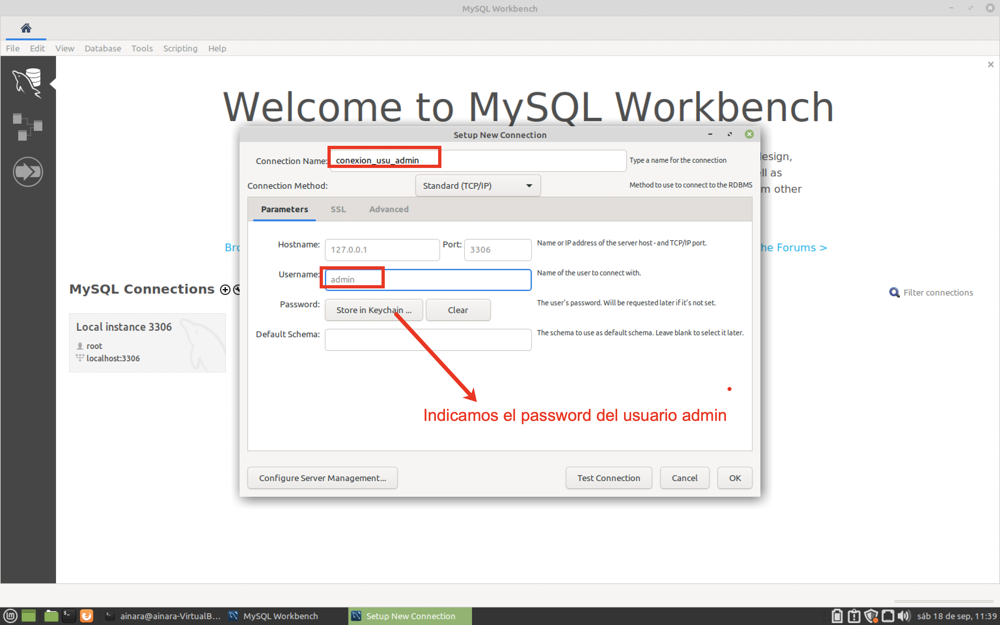 MySQL Workbench
File Edit View Database Tools Scripting Help
Welcome to MySQL Workbench
Setup New Connection
Connection Name: conexion_usu_admin Type a name for the connection
esign,
Connection Method: Standard (TCP/IP) Method to use to connect to the RDBMS
ll as
m other
Parameters SSL Advanced
Hostname: 127.0.0.1 Port: 3306 Name or IP address of the server host - and TCP/IP port.
Bro
he Forums >
Username: admin Name of the user to connect with.
MySQL Connections
Filter connections
Password: Store in Keychain ... Clear The user's password. Will be requested later if it's not set.
Default Schema: The schema to use as default schema. Leave blank to select it later.
Local instance 3306
root
localhost:3306
Indicamos el password del usuario admin
Configure Server Management... Test Connection Cancel OK
ainara@ainara-VirtualB... MySQL Workbench Setup New Connection sáb 18 de sep, 11:39